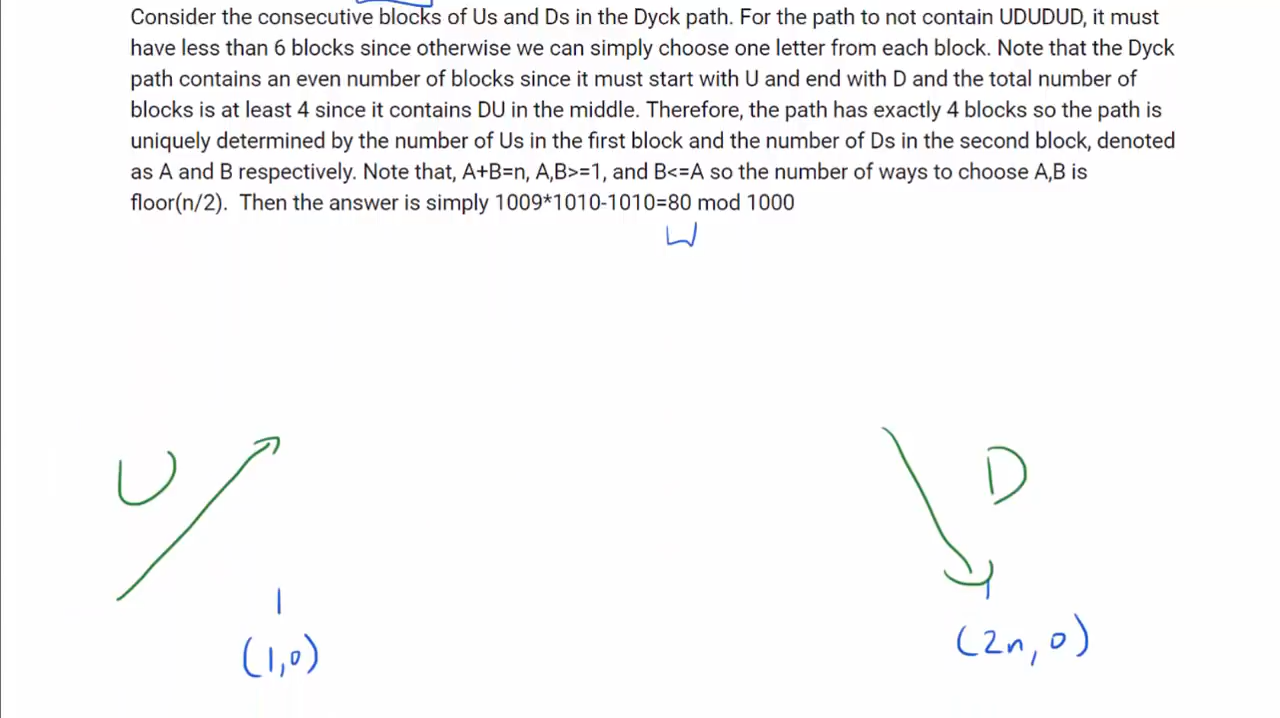 Consider the consecutive blocks of Us and Ds in the Dyck path. For the path to not contain UDUDUD, it must
have less than 6 blocks since otherwise we can simply choose one letter from each block. Note that the Dyck
path contains an even number of blocks since it must start with U and end with D and the total number of
blocks is at least 4 since it contains DU in the middle. Therefore, the path has exactly 4 blocks so the path is
uniquely determined by the number of Us in the first block and the number of Ds in the second block, denoted
as A and B respectively. Note that, A+B=n, A,B>=1, and B<=A so the number of ways to choose A,B is
floor(n/2).  Then the answer is simply 1009*1010-1010=80 mod 1000
U
D
(1,0)
(2n,0)